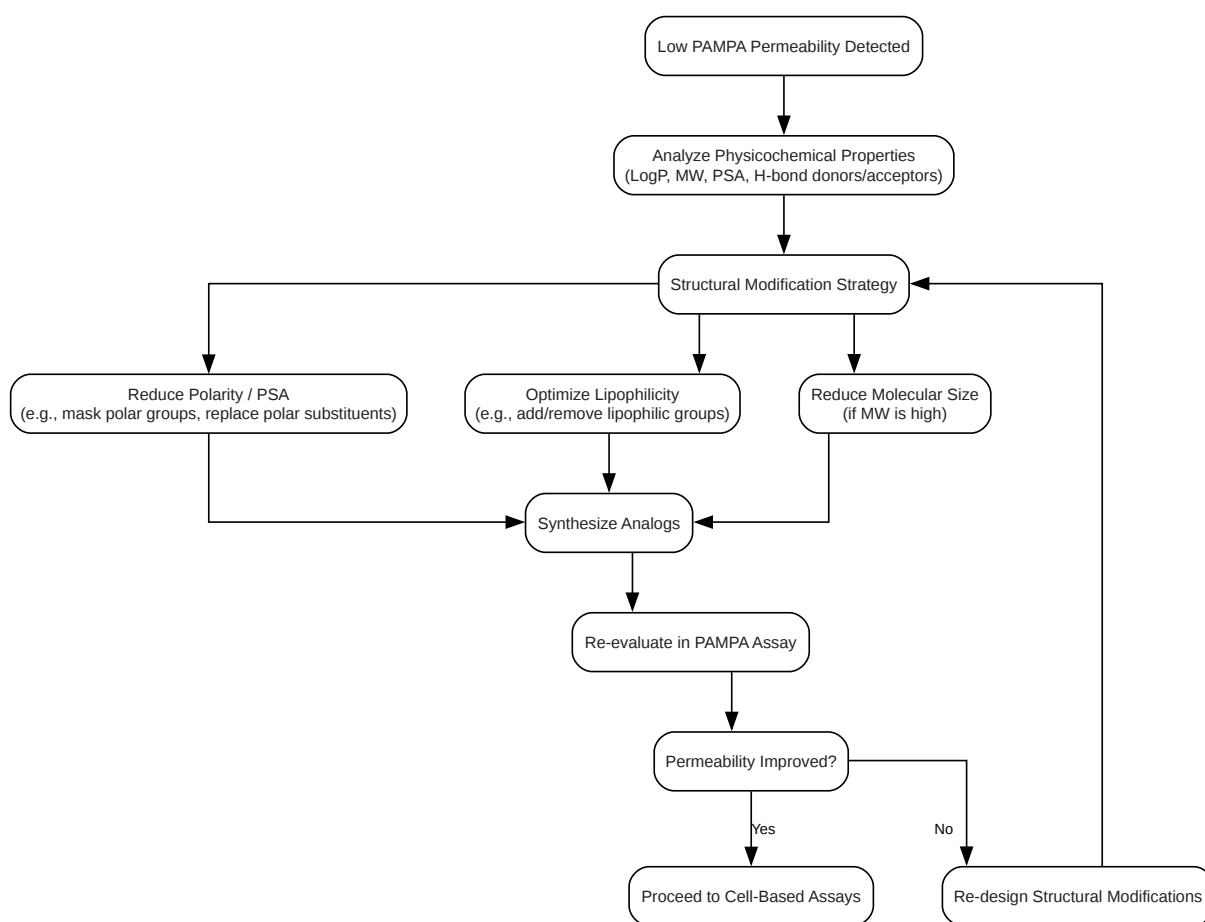 Low PAMPA Permeability Detected
Analyze Physicochemical Properties
(LogP, MW, PSA, H-bond donors/acceptors)
Structural Modification Strategy
Reduce Polarity / PSA
(e.g., mask polar groups, replace polar substituents)
Optimize Lipophilicity
(e.g., add/remove lipophilic groups)
Reduce Molecular Size
(if MW is high)
Synthesize Analogs
Re-evaluate in PAMPA Assay
Permeability Improved?
Yes
No
Proceed to Cell-Based Assays
Re-design Structural Modifications